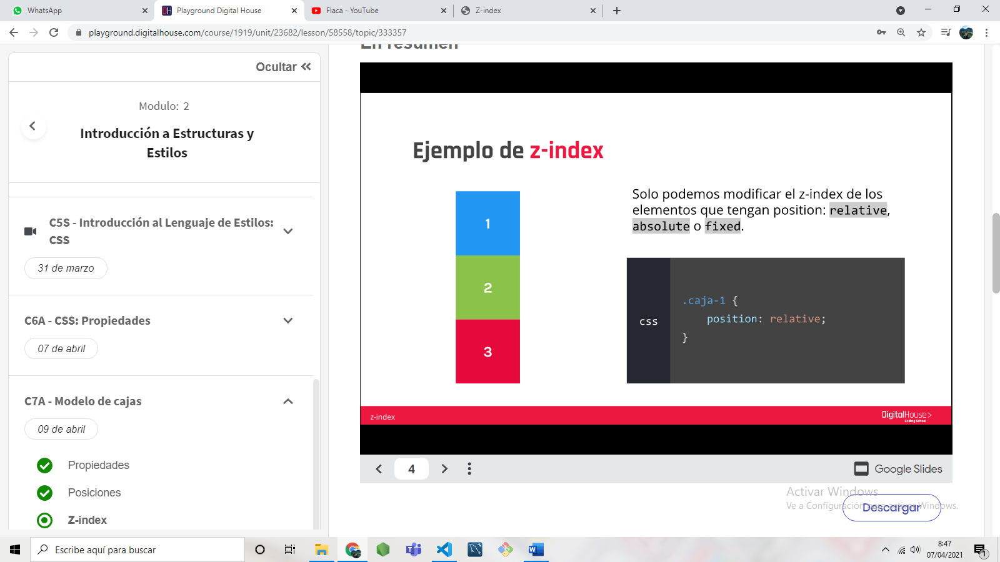 WhatsApp
Playground Digital House
Flaca - YouTube
Z-index
playground.digitalhouse.com/course/1919/unit/23682/lesson/58558/topic/333357
Ocultar
Modulo: 2
Introducción a Estructuras y
Estilos
C5S - Introducción al Lenguaje de Estilos:
CSS
31 de marzo
C6A - CSS: Propiedades
07 de abril
C7A - Modelo de cajas
09 de abril
Propiedades
Posiciones
Z-index
En resumen
Ejemplo de z-index
1
2
3
Solo podemos modificar el z-index de los
elementos que tengan position: relative,
absolute o fixed.
css
.caja-1 {
position: relative;
}
z-index
DigitalHouse>
Coding School
4
Google Slides
Activar Windows
Ve a Configuración para activar Windows.
Descargar
Escribe aquí para buscar
8:47
07/04/2021
1